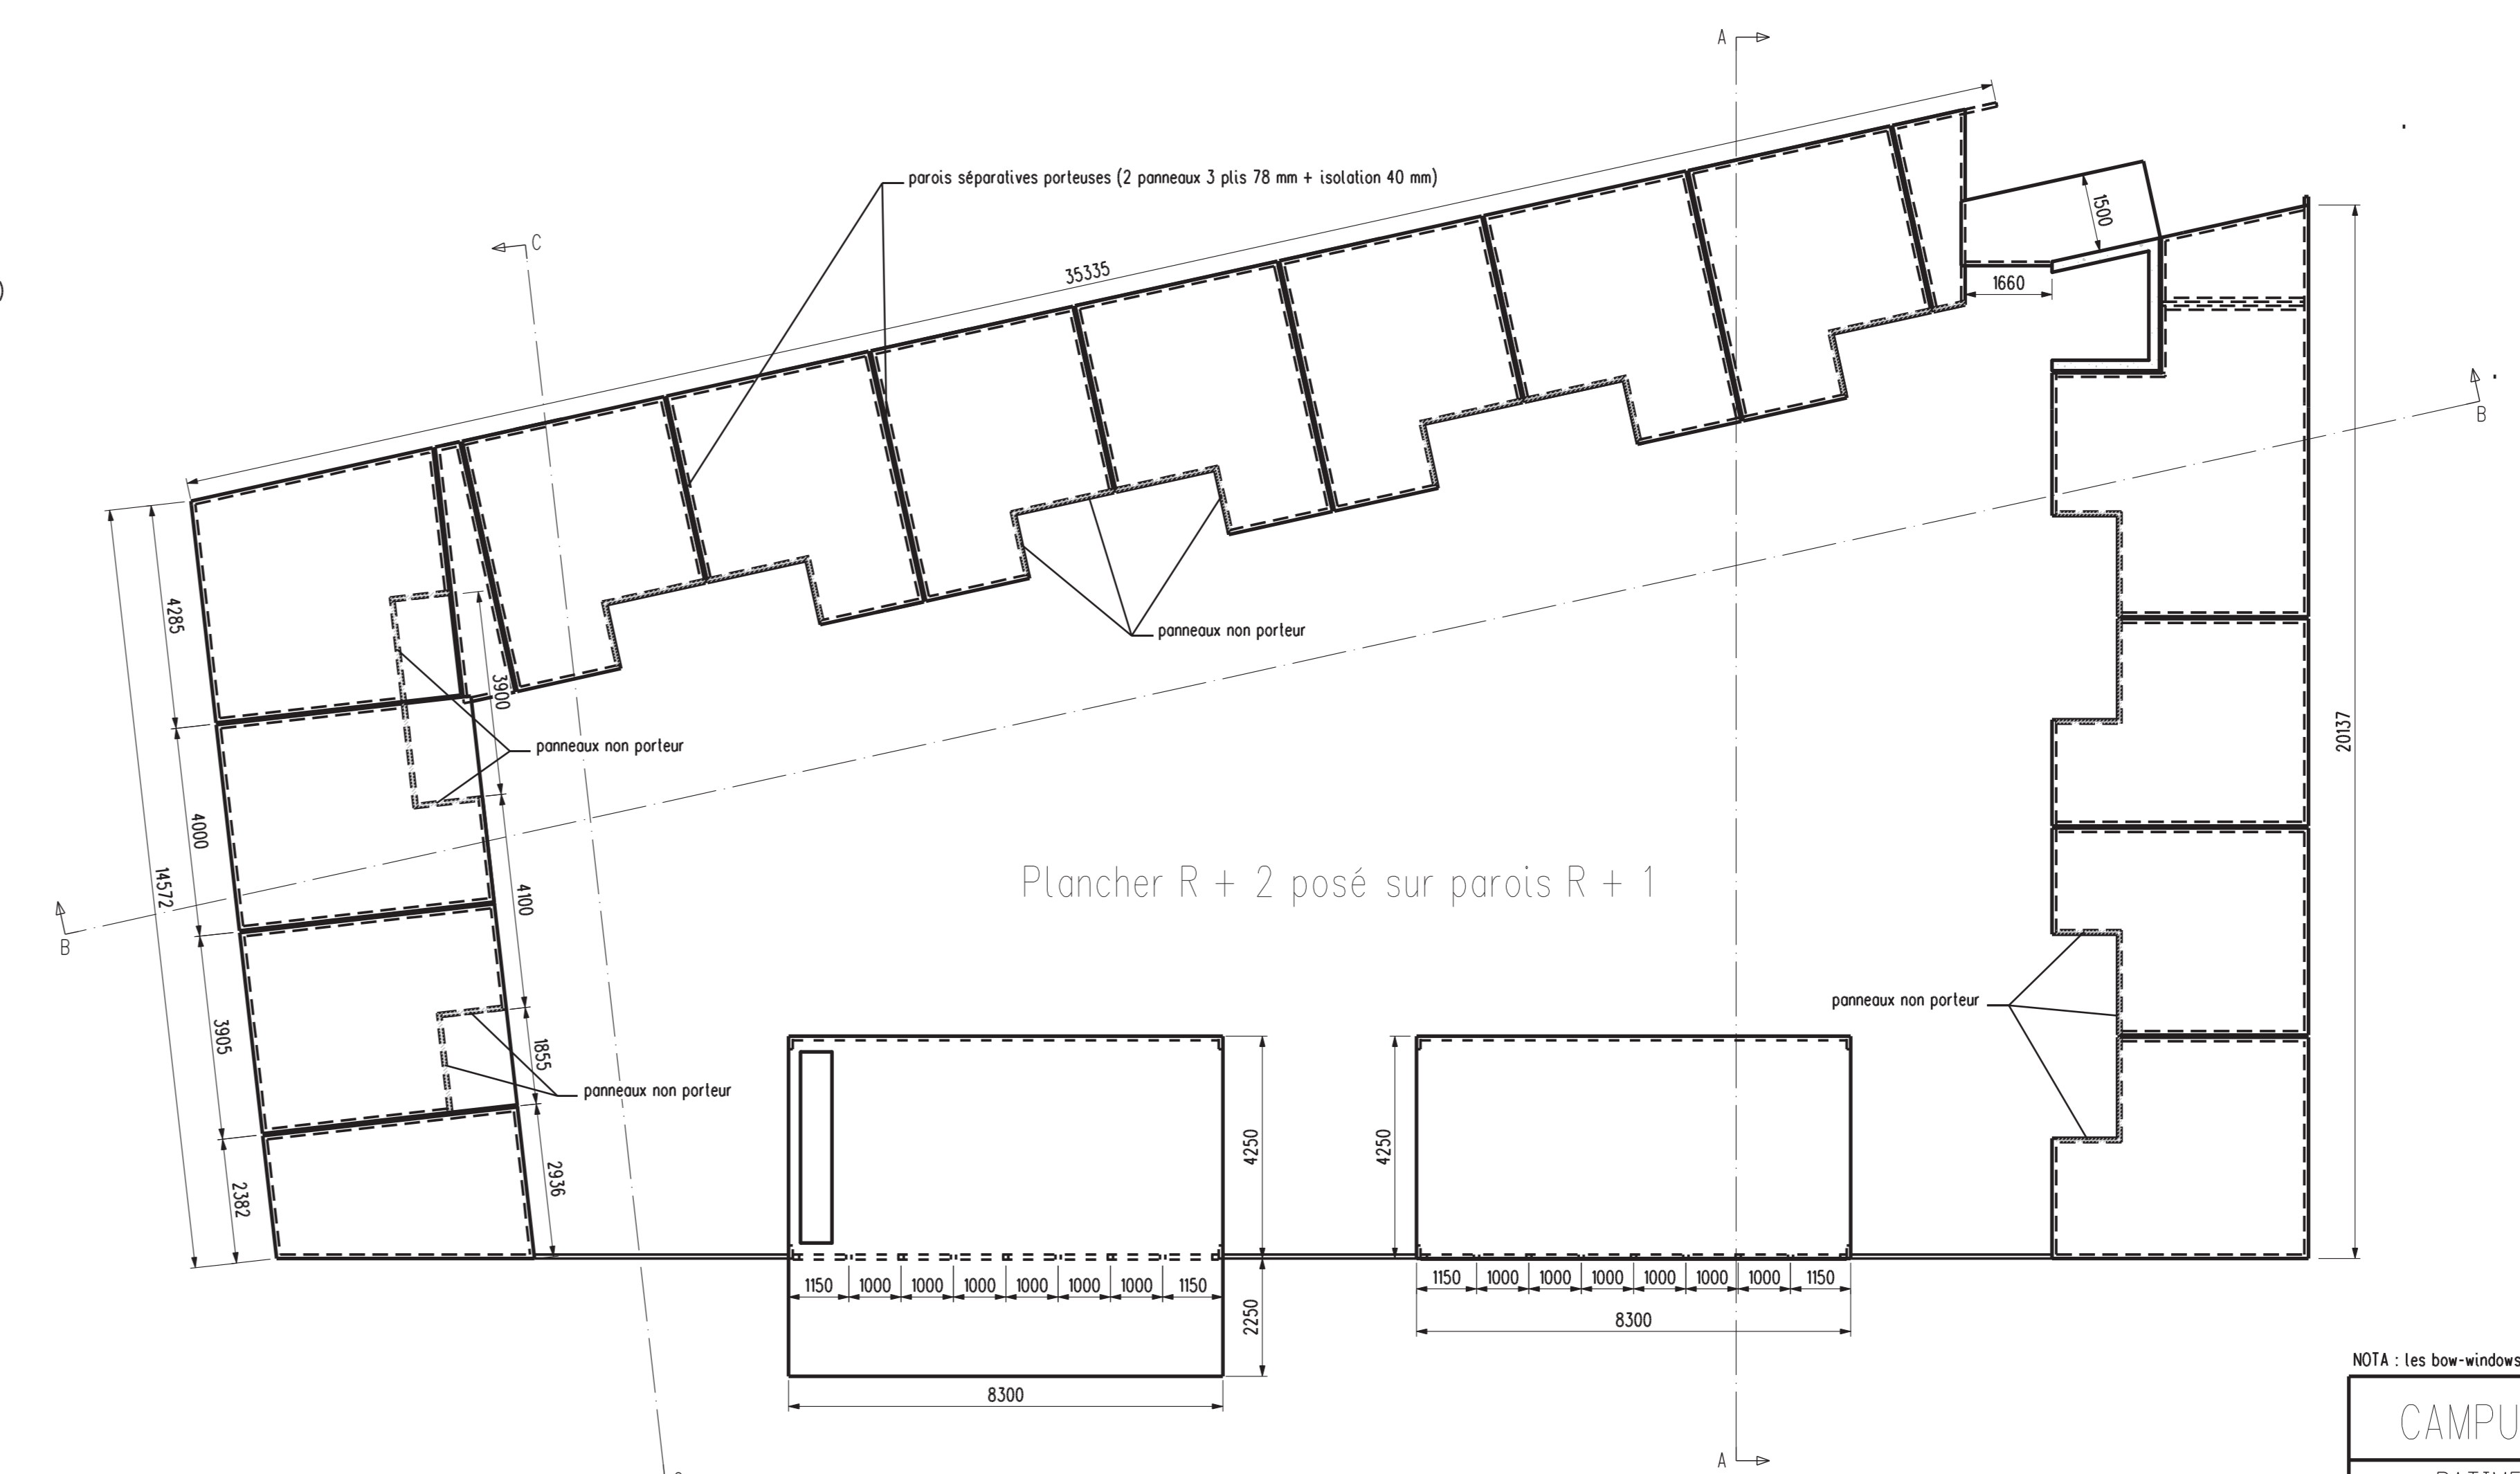 A
parois séparatives porteuses (2 panneaux 3 plis 78 mm + isolation 40 mm)
C
1500
35335
1660
)
B
4285
panneaux non porteur
3900
20137
panneaux non porteur
4000
4100
14572
Plancher R + 2 posé sur parois R + 1
B
panneaux non porteur
3905
1855
panneaux non porteur
4250
4250
2936
2382
1150 1000 1000 1000 1000 1000 1000 1150
1150 1000 1000 1000 1000 1000 1000 1150
2250
8300
NOTA : les bow-windows
8300
CAMPU
A